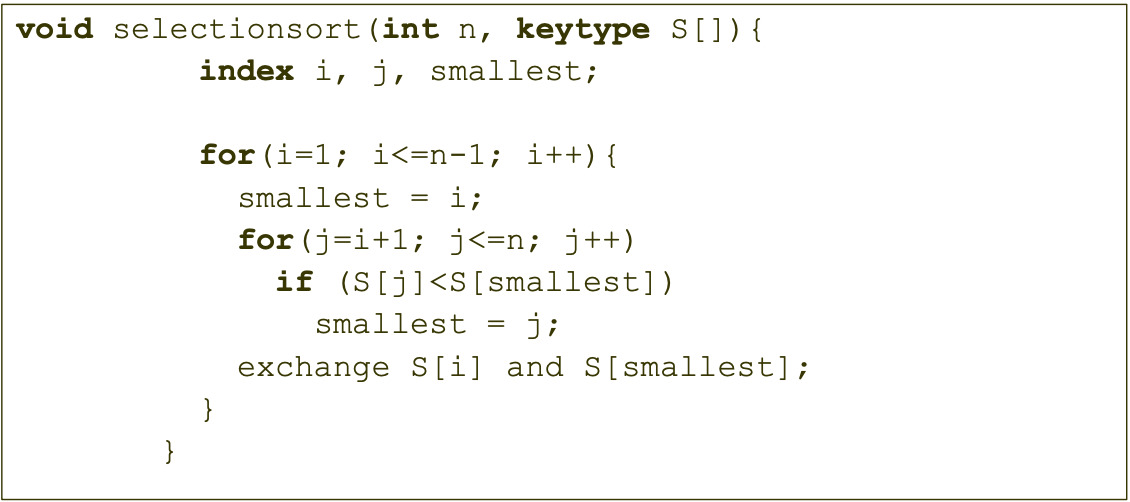 void selectionsort(int n, keytype S[]){
index i, j, smallest;
for(i=1; i<=n-1; i++){
smallest = i;
for(j=i+1; j<=n; j++)
if (S[j]<S[smallest])
smallest = j;
exchange S[i] and S[smallest];
}
}